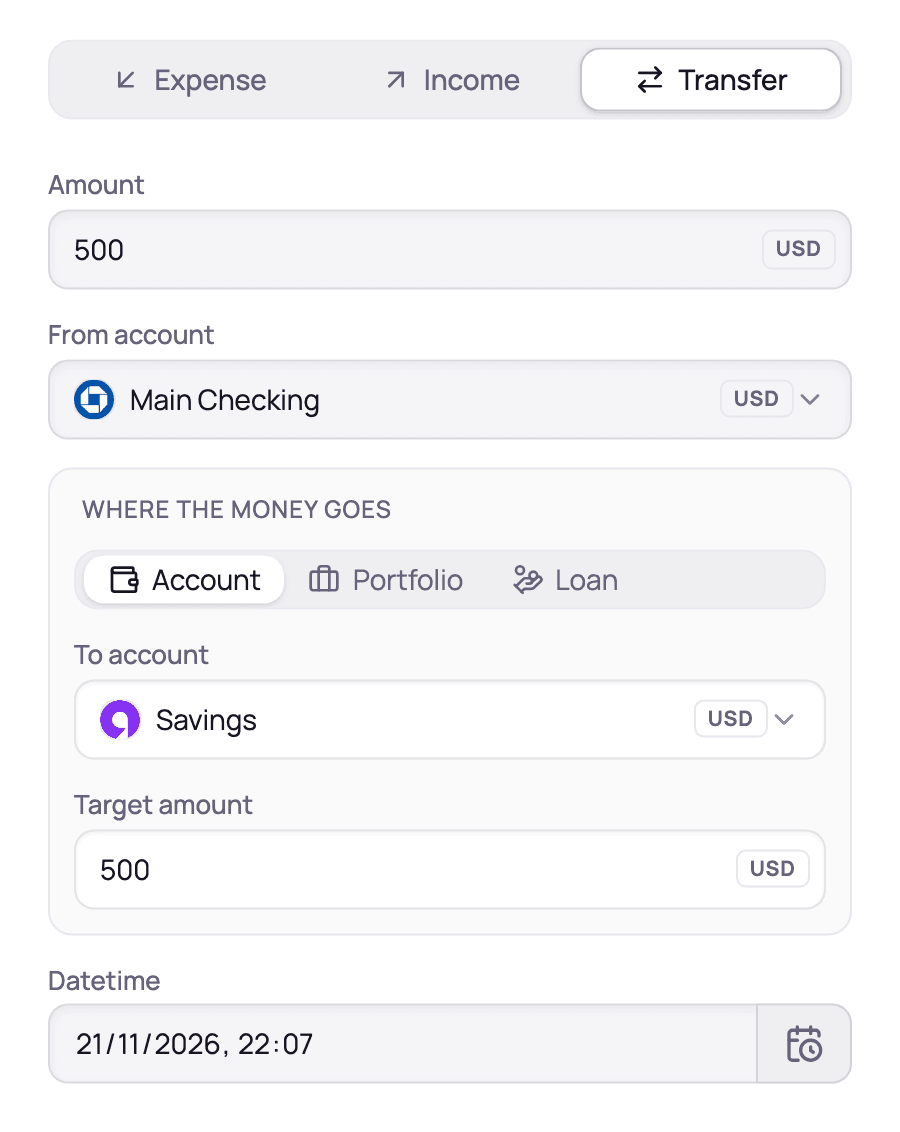 Expense Income Transfer
Amount
500 USD
From account
Main Checking USD
WHERE THE MONEY GOES
Account Portfolio Loan
To account
Savings USD
Target amount
500 USD
Datetime
21/11/2026, 22:07